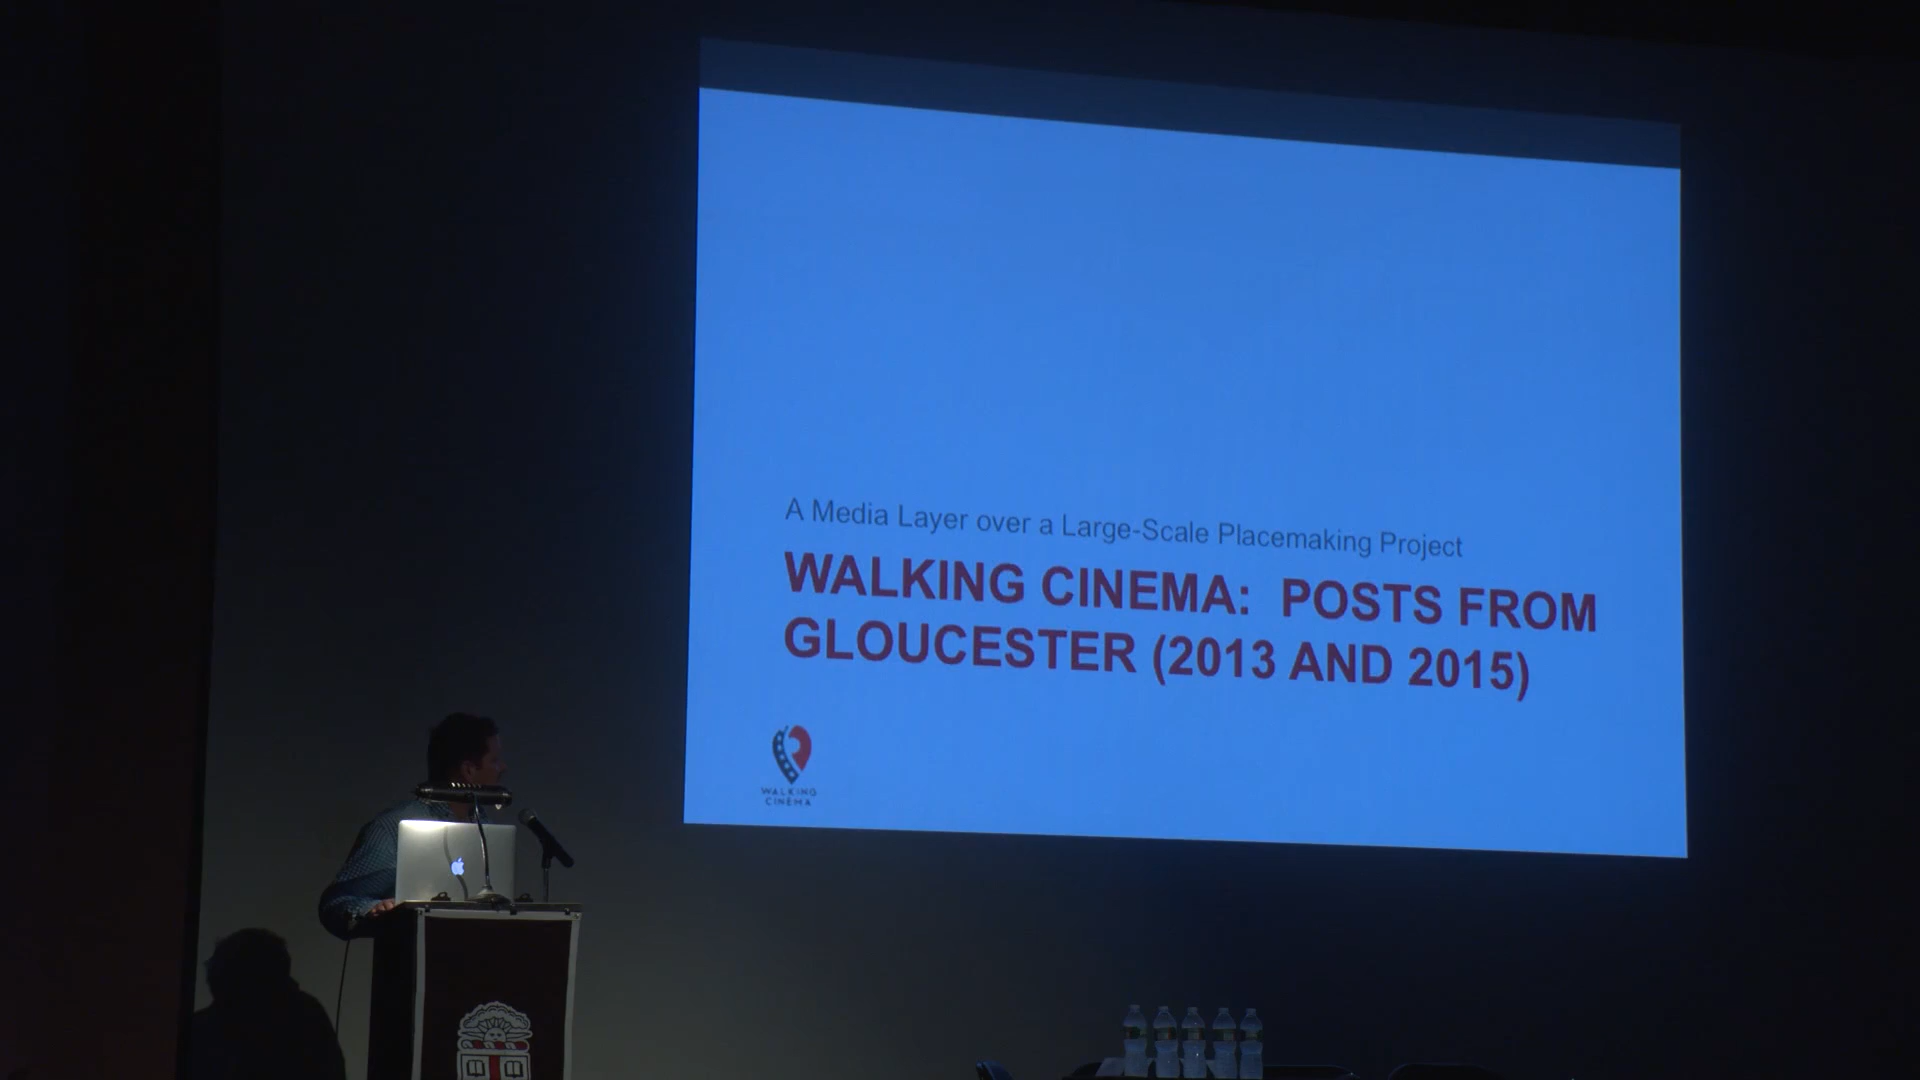 A Media Layer over a Large-Scale Placemaking Project
WALKING CINEMA: POSTS FROM
GLOUCESTER (2013 AND 2015)
WALKING
CINEMA